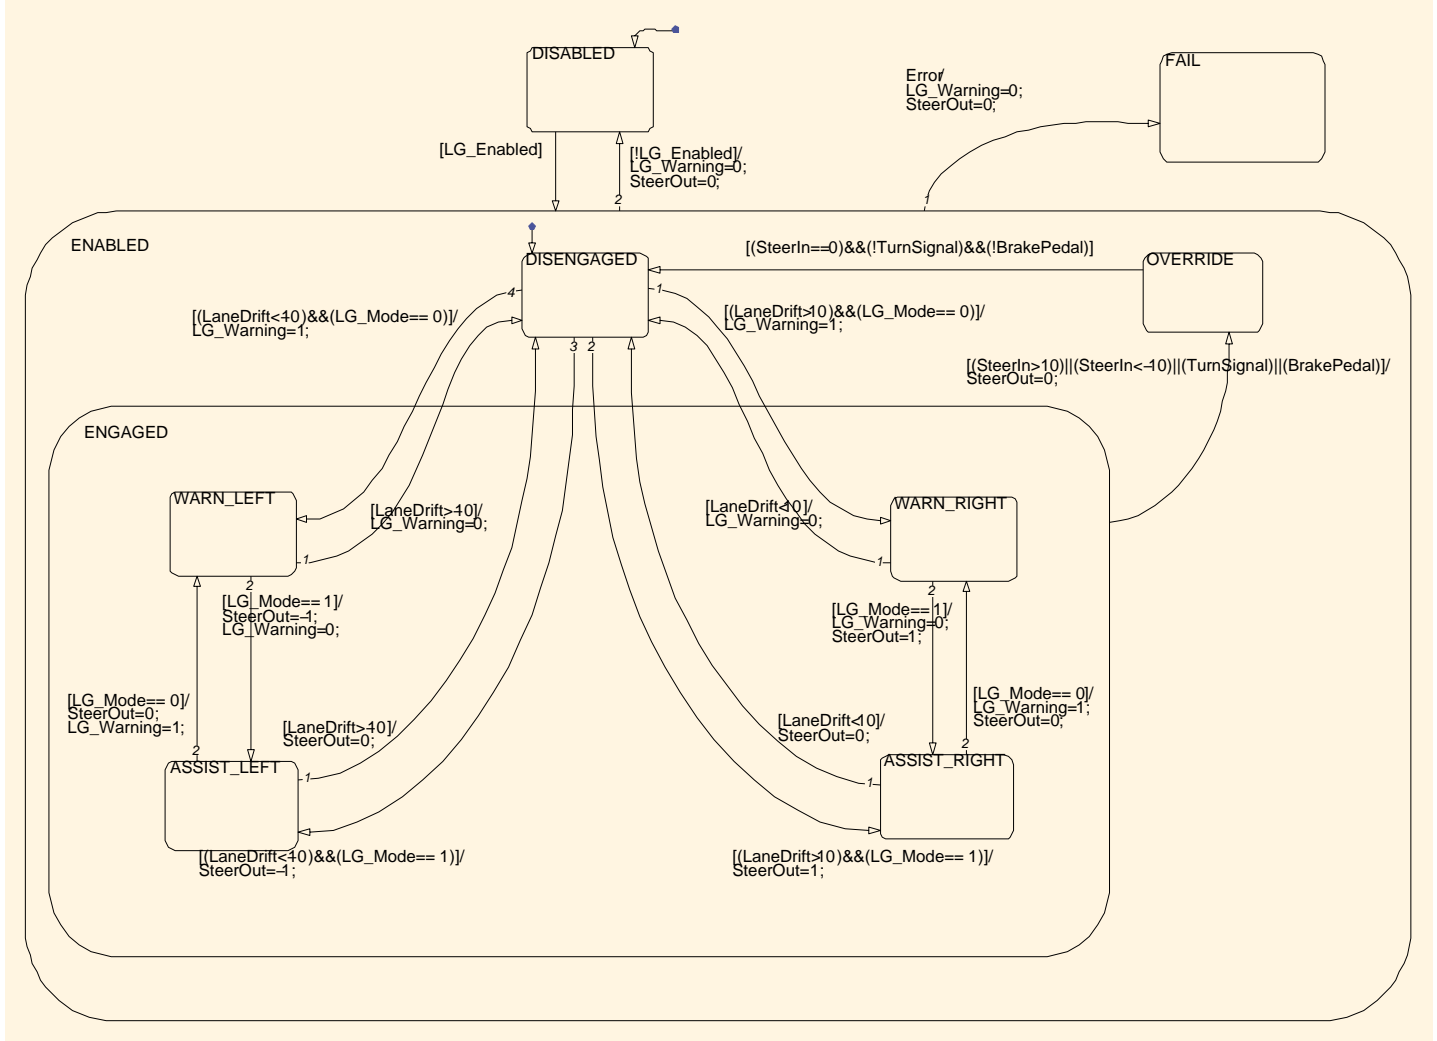 DISABLED
FAIL
Error/
LG_Warning=0;
SteerOut=0;
[LG_Enabled]
[!LG_Enabled]/
LG_Warning=0;
SteerOut=0;
2
1
ENABLED
DISENGAGED
[(SteerIn==0)&&(!TurnSignal)&&(!BrakePedal)]
OVERRIDE
4
1
[(LaneDrift<-10)&&(LG_Mode== 0)]/
LG_Warning=1;
[(LaneDrift>10)&&(LG_Mode== 0)]/
LG_Warning=1;
3
2
[(SteerIn>10)||(SteerIn<-10)||(TurnSignal)||(BrakePedal)]/
SteerOut=0;
ENGAGED
WARN_LEFT
WARN_RIGHT
[LaneDrift>-10]/
LG_Warning=0;
[LaneDrift<10]/
LG_Warning=0;
1
1
2
2
[LG_Mode== 1]/
SteerOut=-1;
LG_Warning=0;
[LG_Mode== 1]/
LG_Warning=0;
SteerOut=1;
[LG_Mode== 0]/
SteerOut=0;
LG_Warning=1;
[LG_Mode== 0]/
LG_Warning=1;
SteerOut=0;
[LaneDrift>-10]/
SteerOut=0;
[LaneDrift<10]/
SteerOut=0;
2
2
ASSIST_LEFT
ASSIST_RIGHT
1
1
[(LaneDrift<-10)&&(LG_Mode== 1)]/
SteerOut=-1;
[(LaneDrift>10)&&(LG_Mode== 1)]/
SteerOut=1;